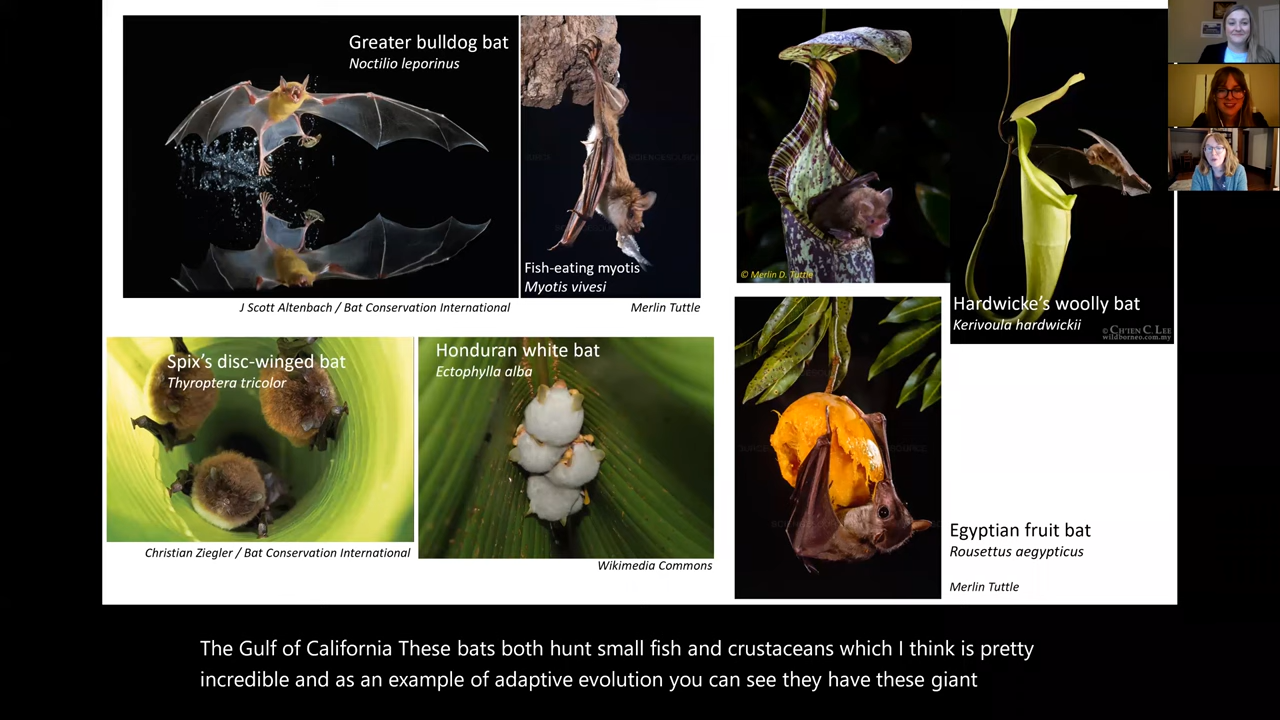 Greater bulldog bat
Noctilio leporinus
Fish-eating myotis
Myotis vivesi
J Scott Altenbach / Bat Conservation International
Merlin Tuttle
© Merlin D. Tuttle
Hardwicke's woolly bat
Kerivoula hardwickii
© CH'IEN C. LEE
wildborneo.com.my
Spix's disc-winged bat
Thyroptera tricolor
Christian Ziegler / Bat Conservation International
Honduran white bat
Ectophylla alba
Wikimedia Commons
Egyptian fruit bat
Rousettus aegypticus
Merlin Tuttle
The Gulf of California These bats both hunt small fish and crustaceans which I think is pretty
incredible and as an example of adaptive evolution you can see they have these giant